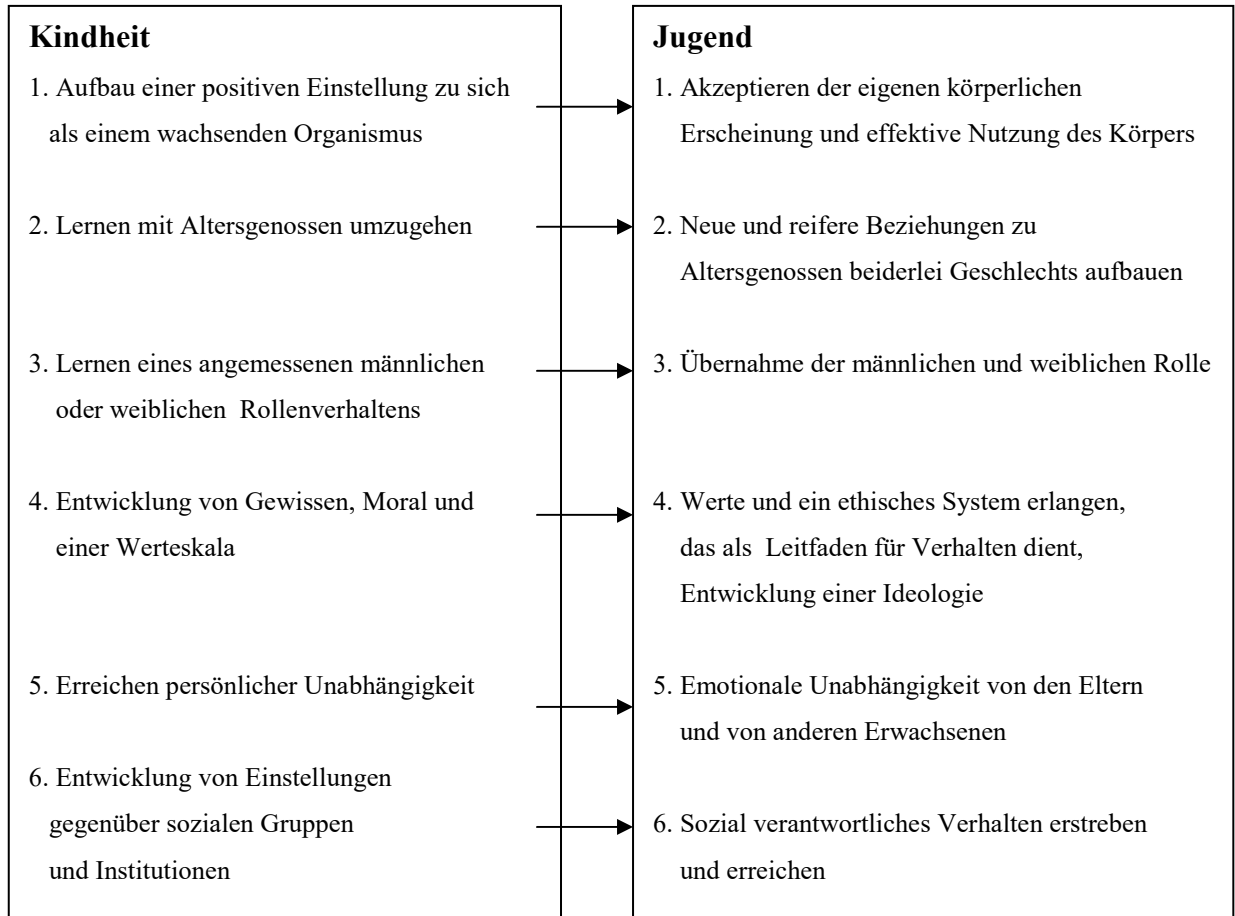 Kindheit
1. Aufbau einer positiven Einstellung zu sich
als einem wachsenden Organismus
2. Lernen mit Altersgenossen umzugehen
3. Lernen eines angemessenen männlichen
oder weiblichen Rollenverhaltens
4. Entwicklung von Gewissen, Moral und
einer Werteskala
5. Erreichen persönlicher Unabhängigkeit
6. Entwicklung von Einstellungen
gegenüber sozialen Gruppen
und Institutionen
Jugend
1. Akzeptieren der eigenen körperlichen
Erscheinung und effektive Nutzung des Körpers
2. Neue und reifere Beziehungen zu
Altersgenossen beiderlei Geschlechts aufbauen
3. Übernahme der männlichen und weiblichen Rolle
4. Werte und ein ethisches System erlangen,
das als Leitfaden für Verhalten dient,
Entwicklung einer Ideologie
5. Emotionale Unabhängigkeit von den Eltern
und von anderen Erwachsenen
6. Sozial verantwortliches Verhalten erstreben
und erreichen